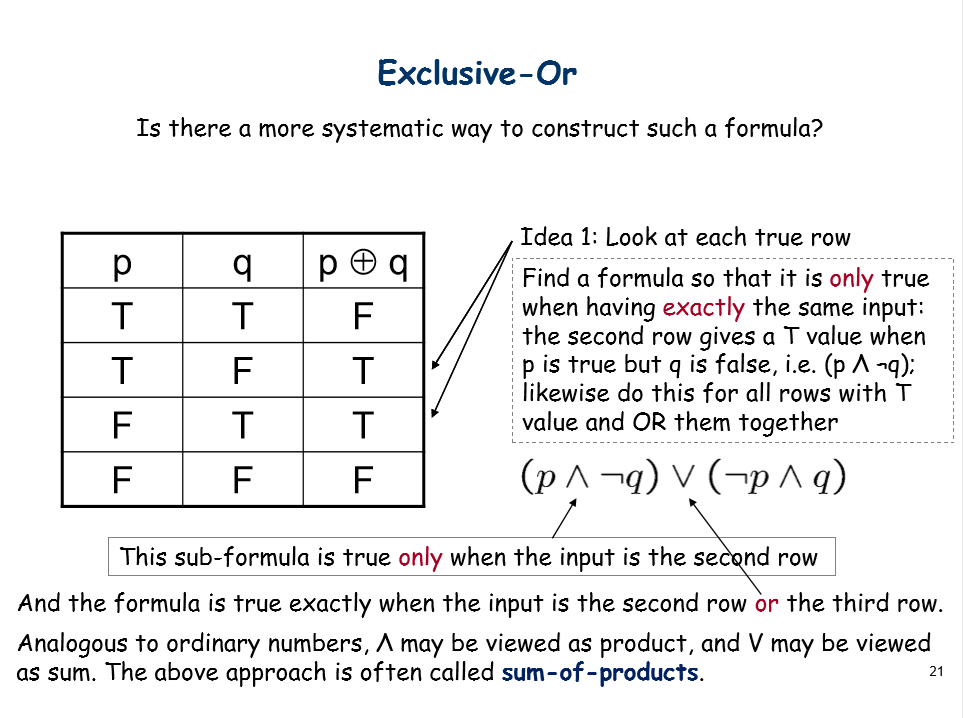 Exclusive-Or
Is there a more systematic way to construct such a formula?
p q p ⊕ q
T T F
T F T
F T T
F F F
Idea 1: Look at each true row
Find a formula so that it is only true
when having exactly the same input:
the second row gives a T value when
p is true but q is false, i.e. (p Λ ¬q);
likewise do this for all rows with T
value and OR them together
(p ∧ ¬q) ∨ (¬p ∧ q)
This sub-formula is true only when the input is the second row
And the formula is true exactly when the input is the second row or the third row.
Analogous to ordinary numbers, Λ may be viewed as product, and V may be viewed
as sum. The above approach is often called sum-of-products.
21